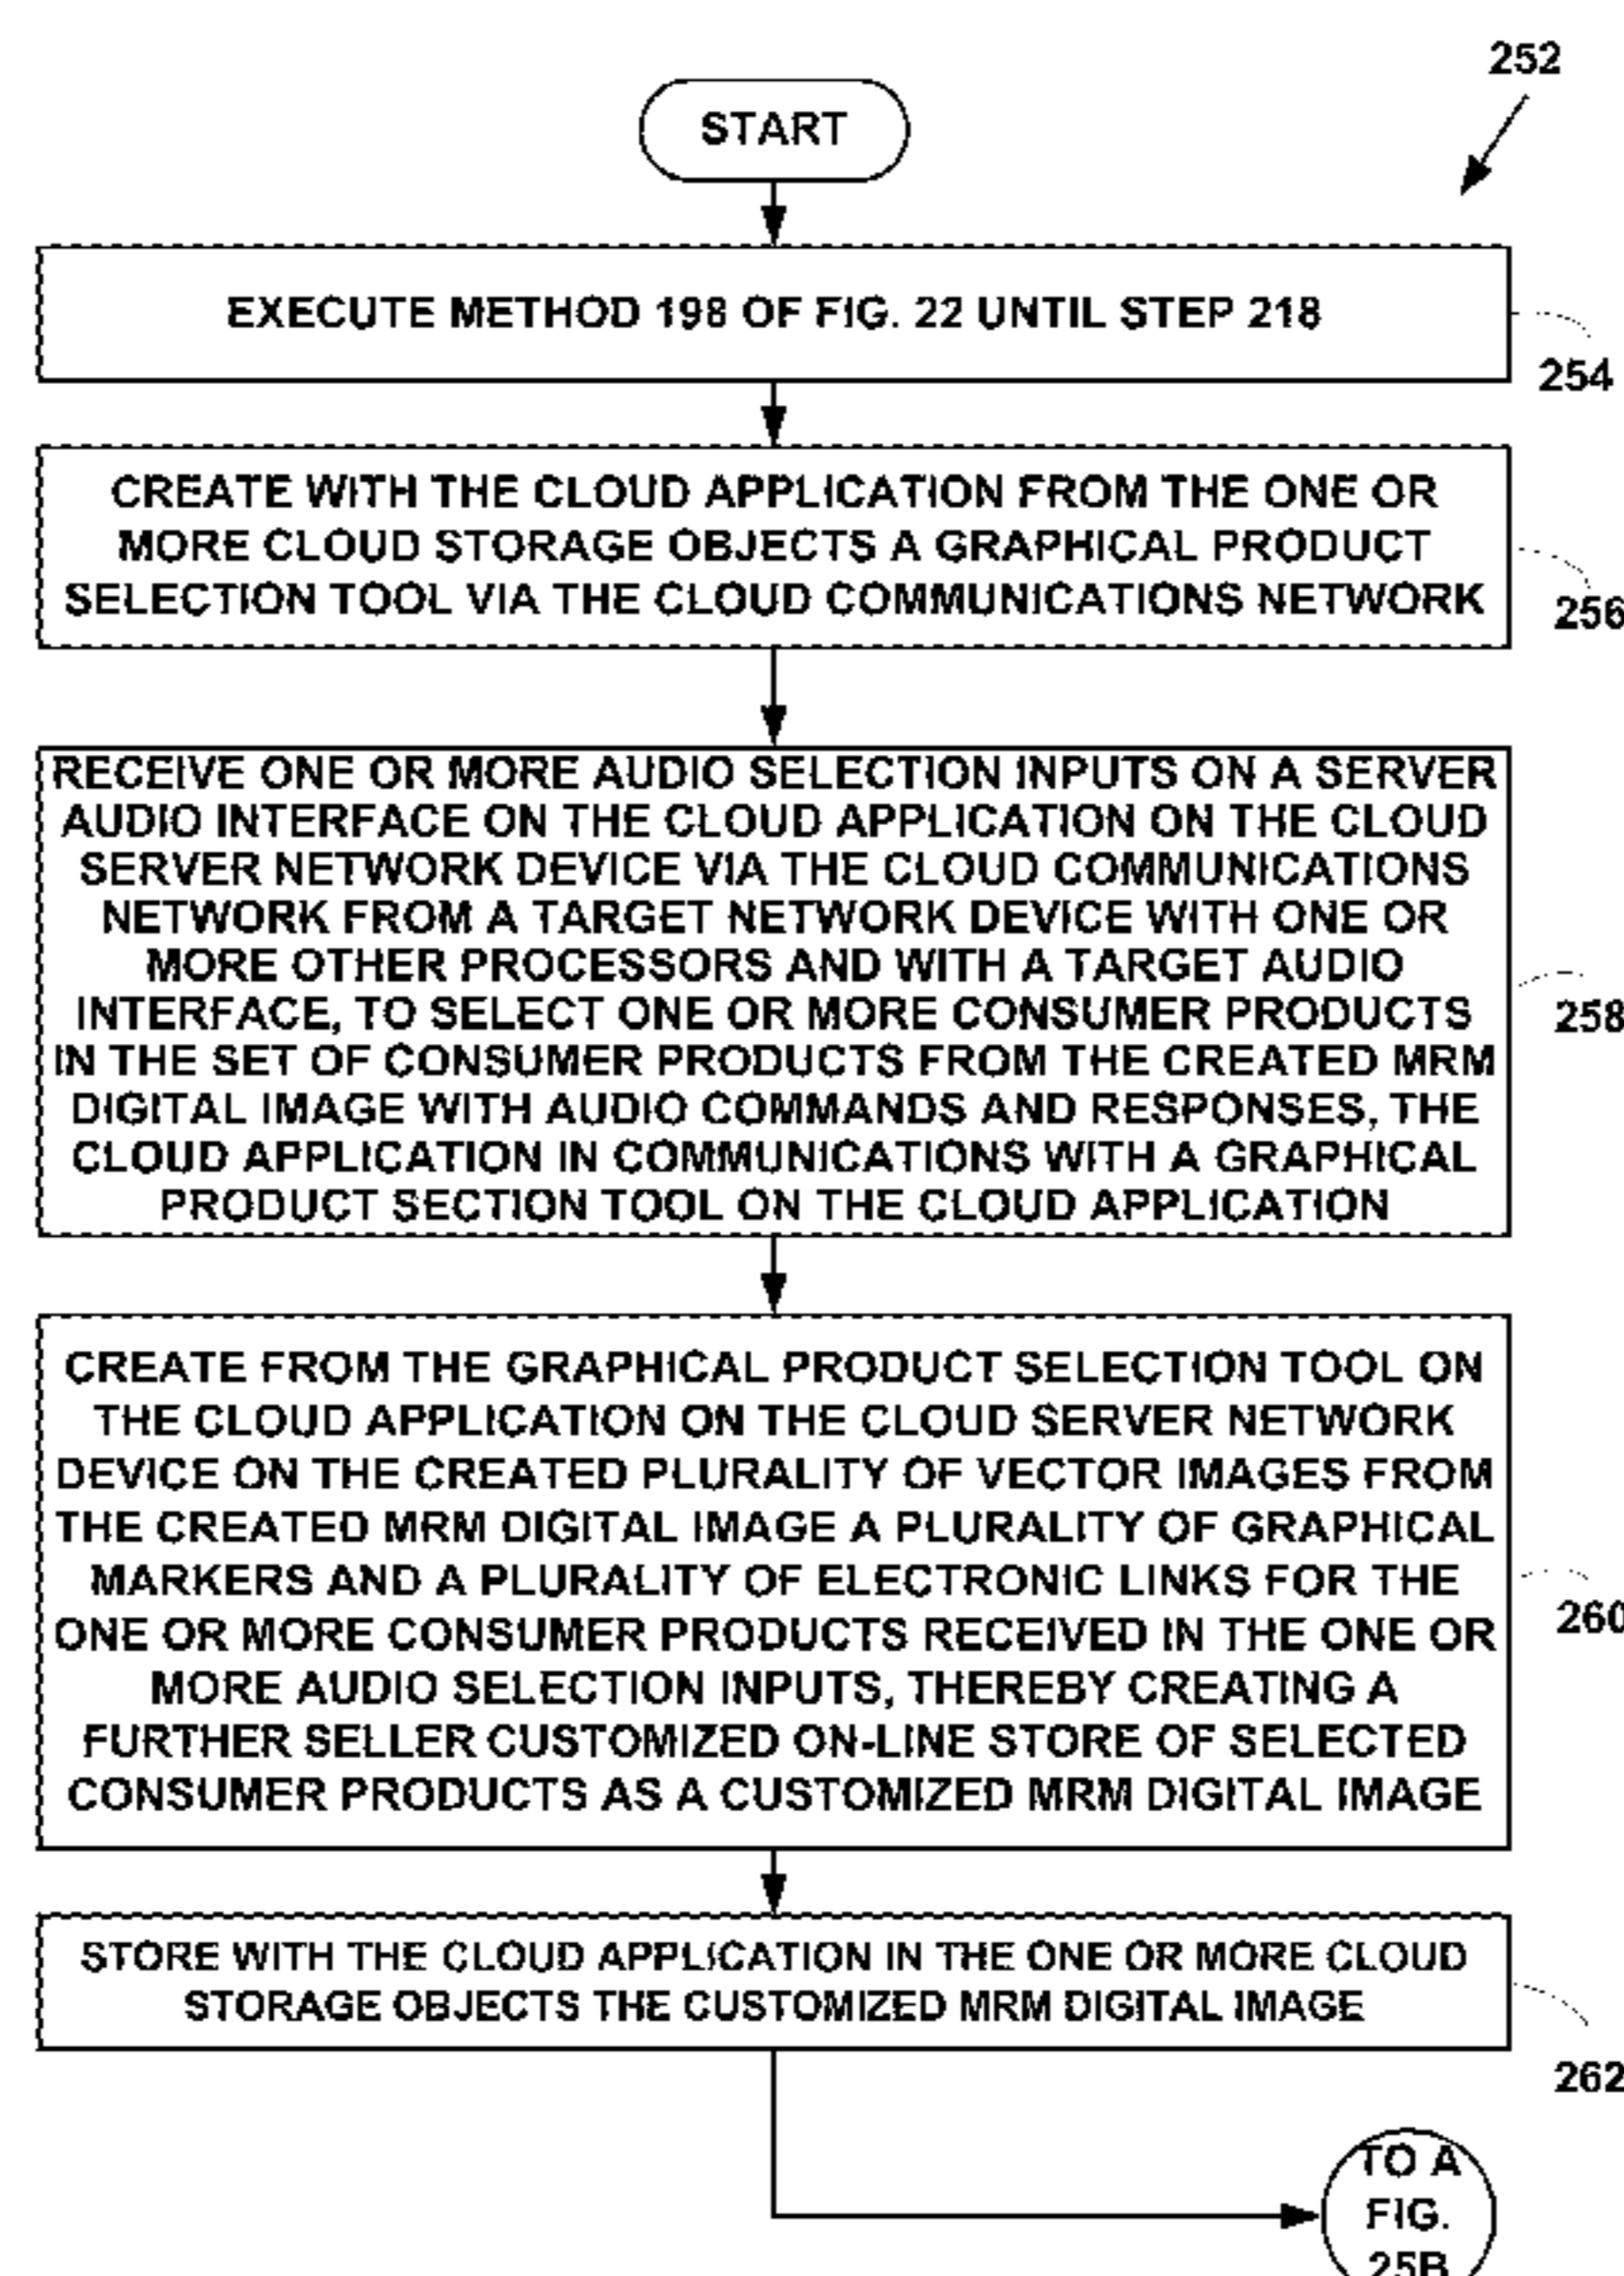 252
START
EXECUTE METHOD 198 OF FIG. 22 UNTIL STEP 218
254
CREATE WITH THE CLOUD APPLICATION FROM THE ONE OR
MORE CLOUD STORAGE OBJECTS A GRAPHICAL PRODUCT
SELECTION TOOL VIA THE CLOUD COMMUNICATIONS NETWORK
256
RECEIVE ONE OR MORE AUDIO SELECTION INPUTS ON A SERVER
AUDIO INTERFACE ON THE CLOUD APPLICATION ON THE CLOUD
SERVER NETWORK DEVICE VIA THE CLOUD COMMUNICATIONS
NETWORK FROM A TARGET NETWORK DEVICE WITH ONE OR
MORE OTHER PROCESSORS AND WITH A TARGET AUDIO
INTERFACE, TO SELECT ONE OR MORE CONSUMER PRODUCTS
IN THE SET OF CONSUMER PRODUCTS FROM THE CREATED MRM
DIGITAL IMAGE WITH AUDIO COMMANDS AND RESPONSES, THE
CLOUD APPLICATION IN COMMUNICATIONS WITH A GRAPHICAL
PRODUCT SECTION TOOL ON THE CLOUD APPLICATION
258
CREATE FROM THE GRAPHICAL PRODUCT SELECTION TOOL ON
THE CLOUD APPLICATION ON THE CLOUD SERVER NETWORK
DEVICE ON THE CREATED PLURALITY OF VECTOR IMAGES FROM
THE CREATED MRM DIGITAL IMAGE A PLURALITY OF GRAPHICAL
MARKERS AND A PLURALITY OF ELECTRONIC LINKS FOR THE
ONE OR MORE CONSUMER PRODUCTS RECEIVED IN THE ONE OR
MORE AUDIO SELECTION INPUTS, THEREBY CREATING A
FURTHER SELLER CUSTOMIZED ON-LINE STORE OF SELECTED
CONSUMER PRODUCTS AS A CUSTOMIZED MRM DIGITAL IMAGE
260
STORE WITH THE CLOUD APPLICATION IN THE ONE OR MORE CLOUD
STORAGE OBJECTS THE CUSTOMIZED MRM DIGITAL IMAGE
262
TO A
FIG.
25B